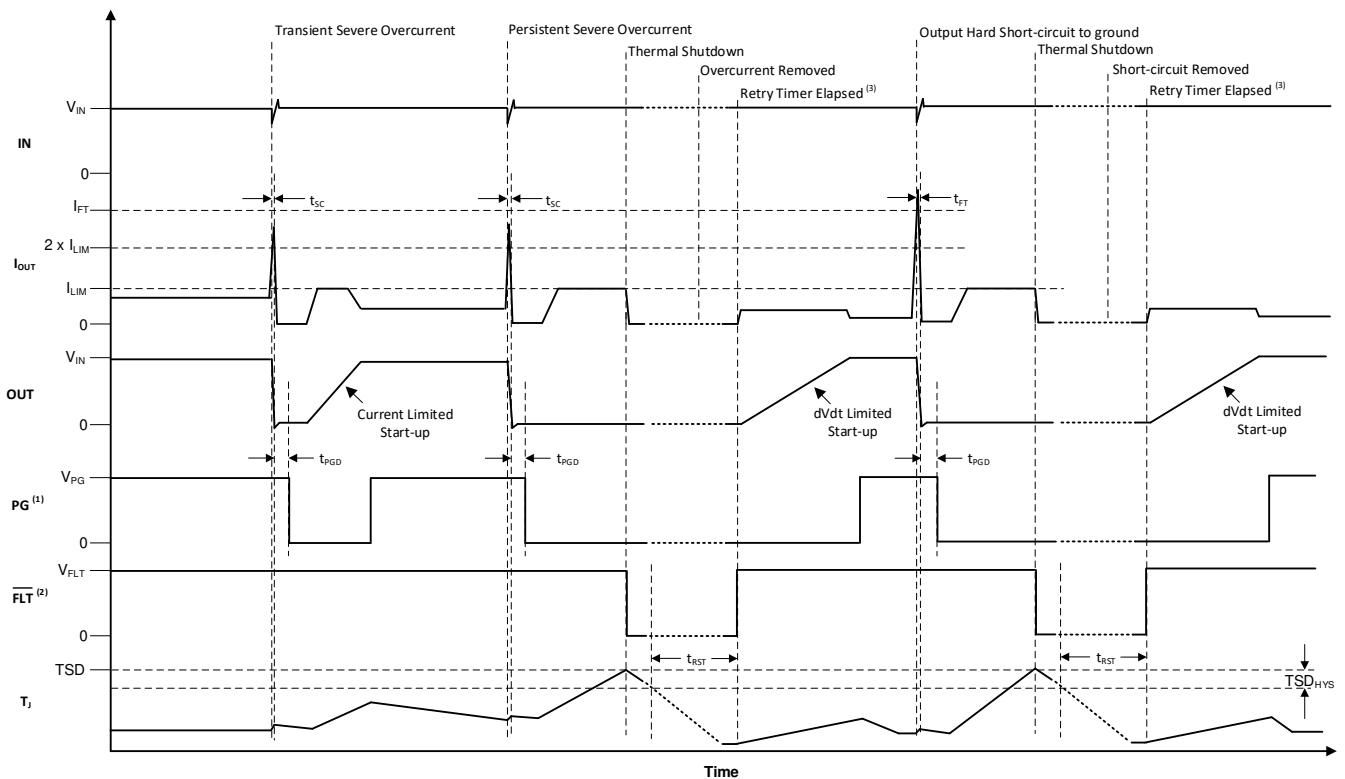 Transient Severe Overcurrent
Persistent Severe Overcurrent
Thermal Shutdown
Overcurrent Removed
Retry Timer Elapsed (3)
Output Hard Short-circuit to ground
Thermal Shutdown
Short-circuit Removed
Retry Timer Elapsed (3)
VIN
IN
0
tSC
tSC
tFT
IFT
2 x ILIM
IOUT
ILIM
0
VIN
OUT
0
Current Limited
Start-up
dVdt Limited
Start-up
dVdt Limited
Start-up
tPGD
tPGD
tPGD
VPG
PG (1)
0
VFLT
FLT (2)
0
tRST
tRST
TSD
TJ
TSDHYS
Time